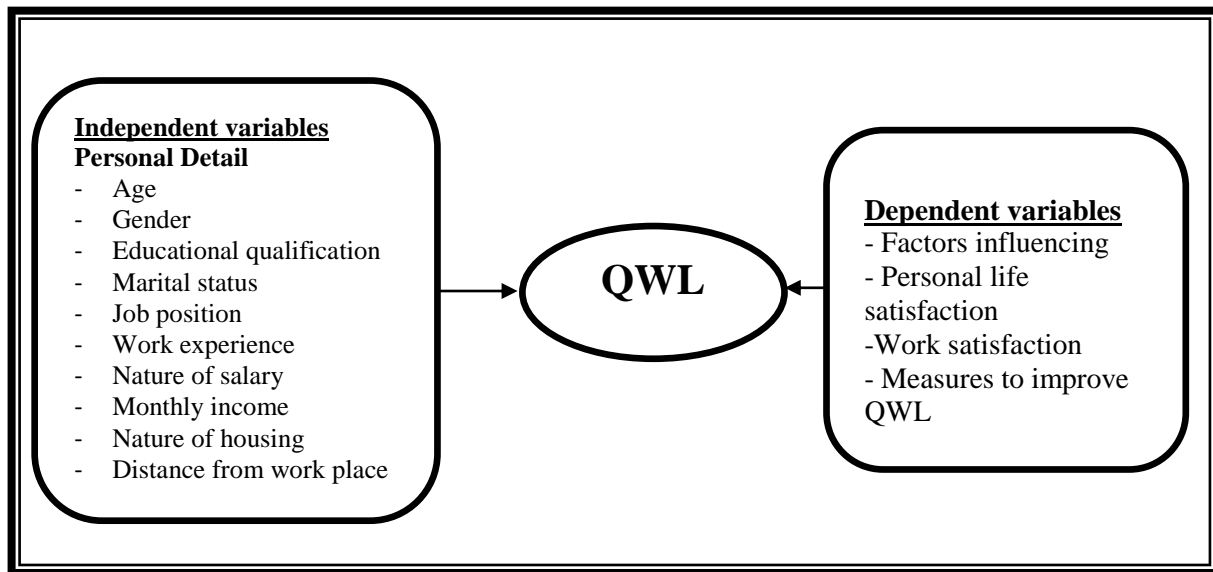 Independent variables
Personal Detail
- Age
- Gender
- Educational qualification
- Marital status
- Job position
- Work experience
- Nature of salary
- Monthly income
- Nature of housing
- Distance from work place
QWL
Dependent variables
- Factors influencing
- Personal life
satisfaction
-Work satisfaction
- Measures to improve
QWL